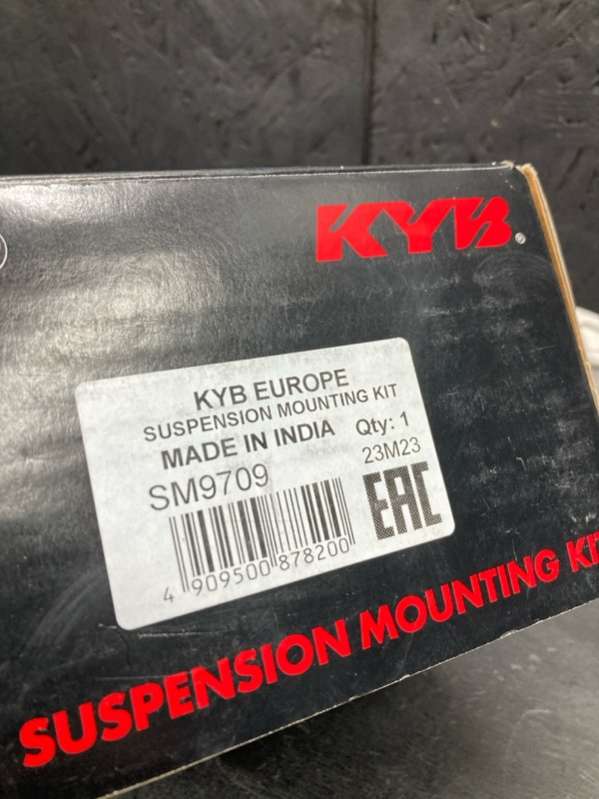 KYB®
KYB EUROPE
SUSPENSION MOUNTING KIT
MADE IN INDIA Qty: 1
SM9709 23M23
EAC
4 909500 878200
SUSPENSION MOUNTING KIT